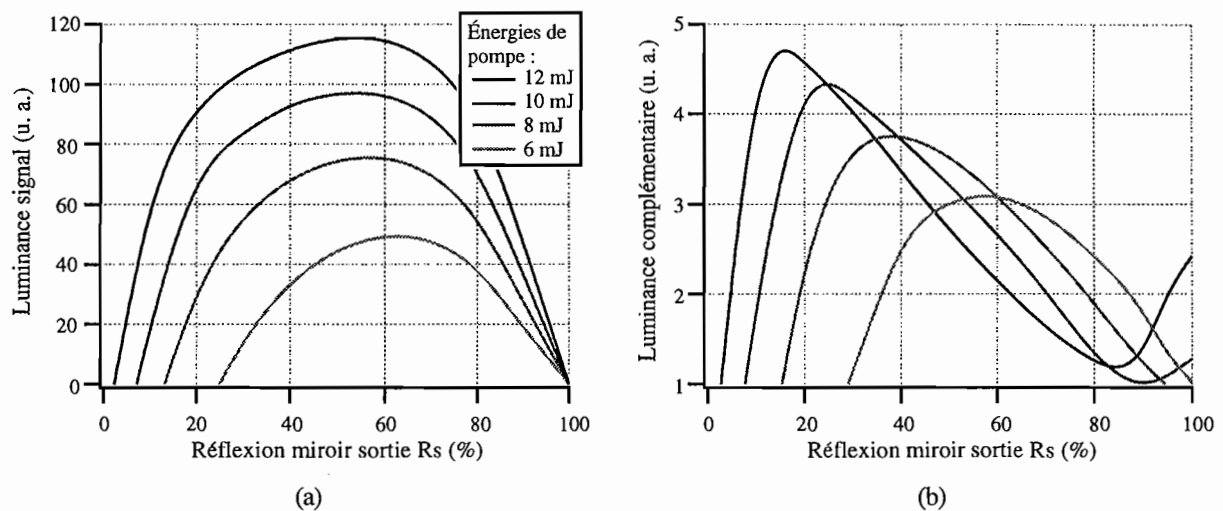 120
100
80
60
40
20
0
Luminance signal (u. a.)
Énergies de
pompe :
12 mJ
10 mJ
8 mJ
6 mJ
0 20 40 60 80 100
Réflexion miroir sortie Rs (%)
(a)
5
4
3
2
1
Luminance complémentaire (u. a.)
0 20 40 60 80 100
Réflexion miroir sortie Rs (%)
(b)